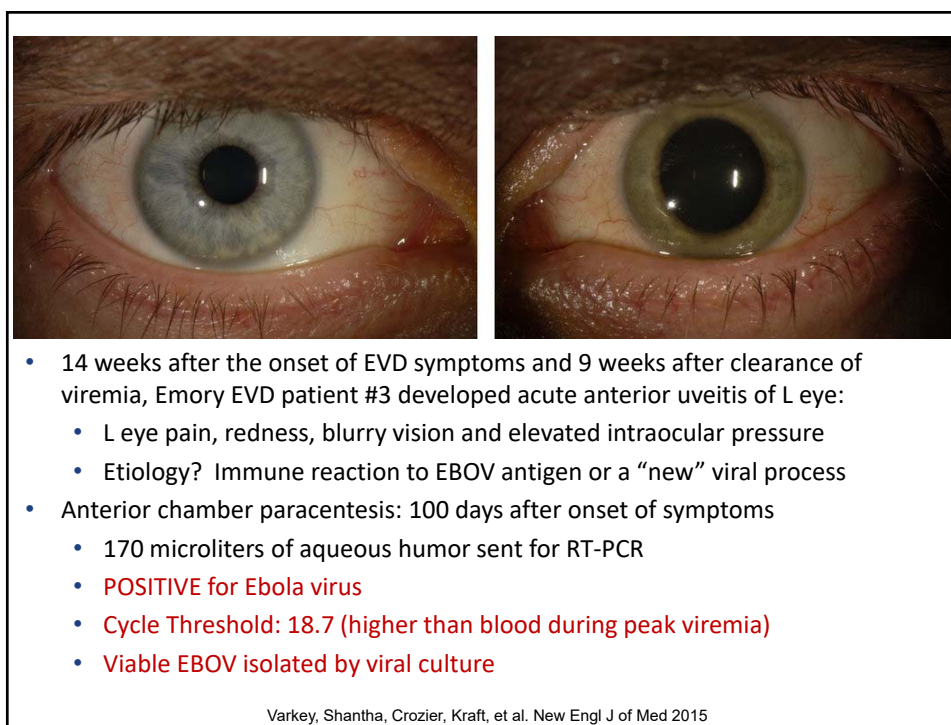 • 14 weeks after the onset of EVD symptoms and 9 weeks after clearance of
viremia, Emory EVD patient #3 developed acute anterior uveitis of L eye:
• L eye pain, redness, blurry vision and elevated intraocular pressure
• Etiology?  Immune reaction to EBOV antigen or a “new” viral process
• Anterior chamber paracentesis: 100 days after onset of symptoms
• 170 microliters of aqueous humor sent for RT-PCR
• POSITIVE for Ebola virus
• Cycle Threshold: 18.7 (higher than blood during peak viremia)
• Viable EBOV isolated by viral culture
Varkey, Shantha, Crozier, Kraft, et al. New Engl J of Med 2015